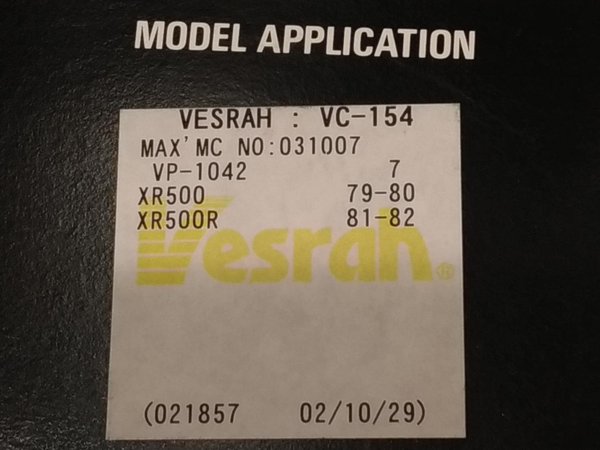 MODEL APPLICATION
VESRAH : VC-154
MAX'MC NO:031007
VP-1042 7
XR500 79-80
XR500R 81-82
Vesrah®
(021857 02/10/29)